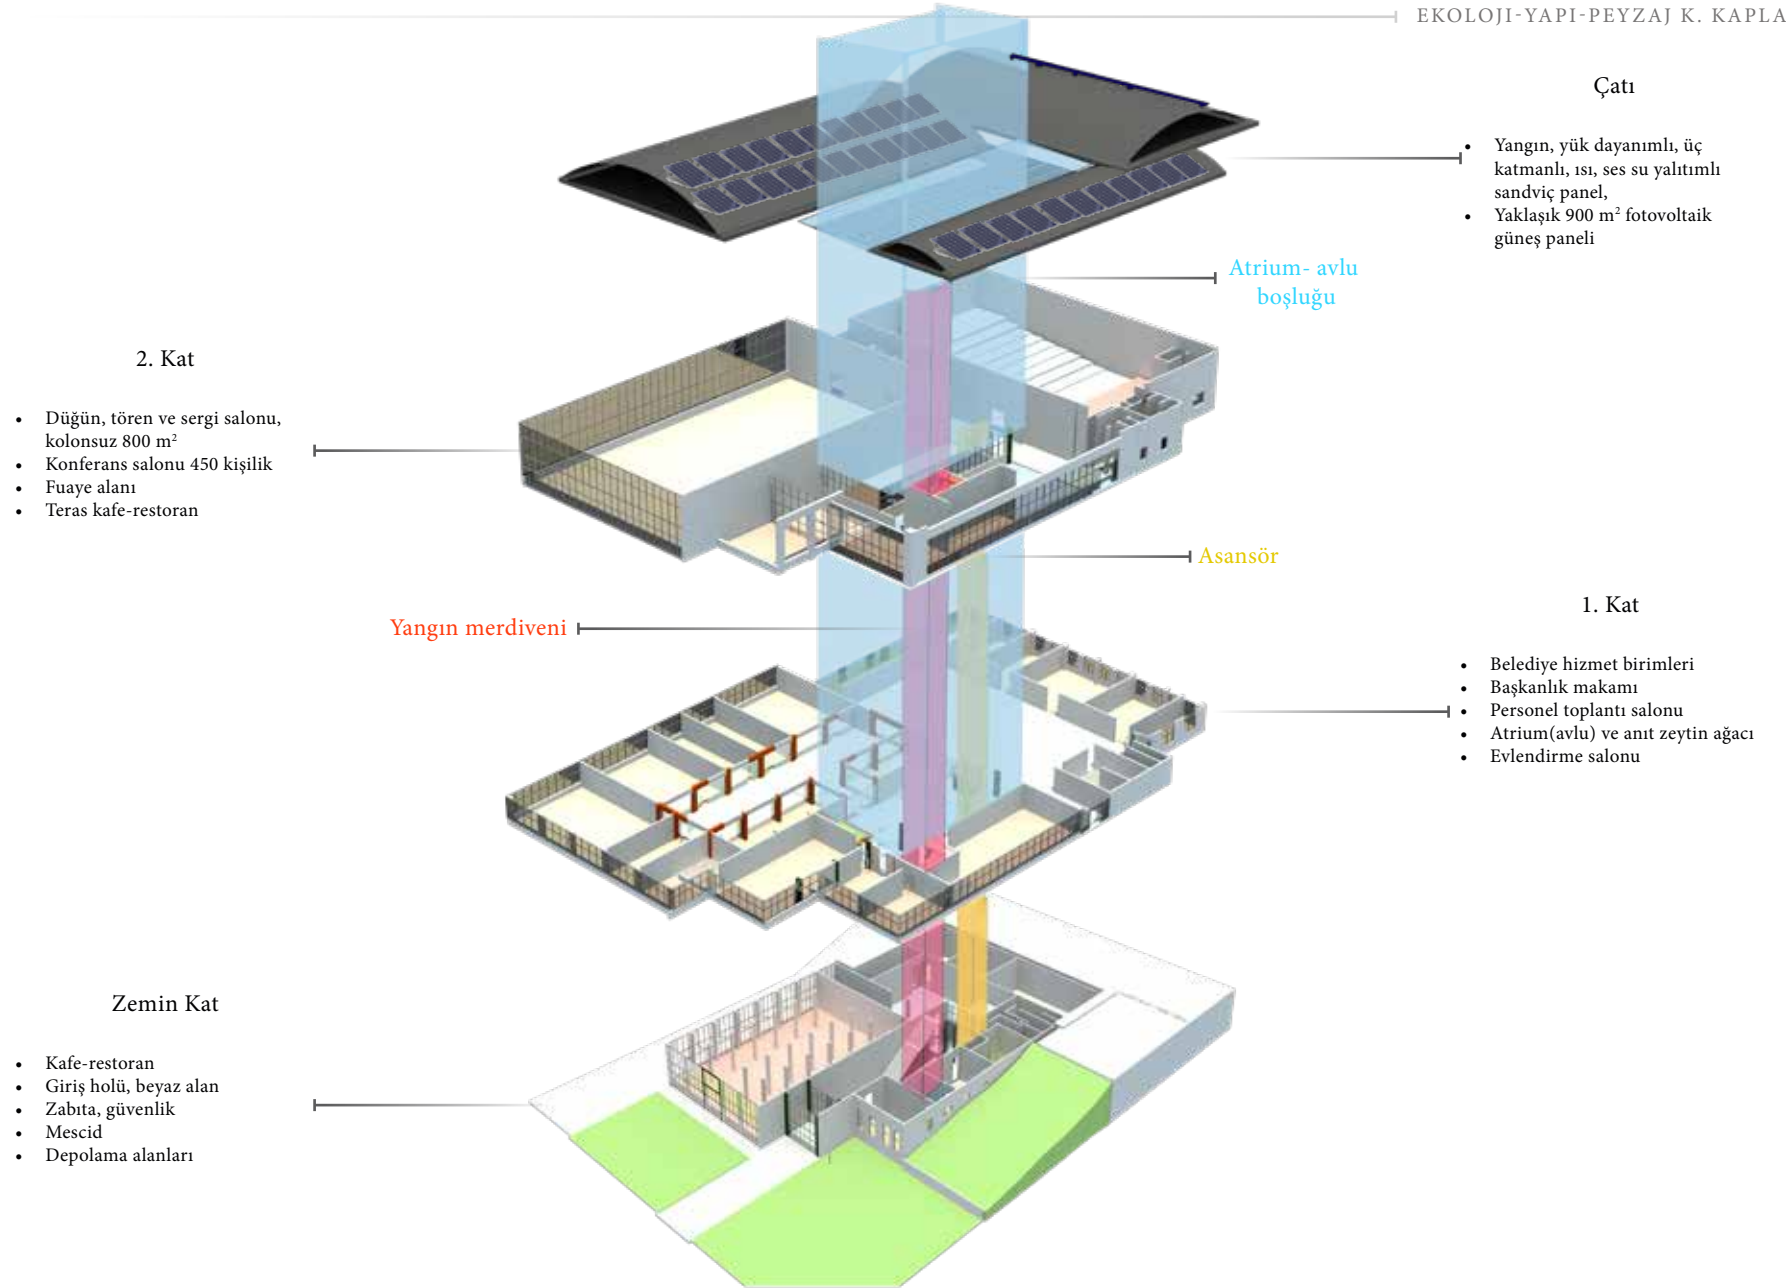 EKOLOJI-YAPI-PEYZAJ K. KAPLA
Çatı
• Yangın, yük dayanımlı, üç
katmanlı, ısı, ses su yalıtımlı
sandviç panel,
• Yaklaşık 900 m² fotovoltaik
güneş paneli
Atrium- avlu
boşluğu
2. Kat
• Düğün, tören ve sergi salonu,
kolonsuz 800 m²
• Konferans salonu 450 kişilik
• Fuaye alanı
• Teras kafe-restoran
Asansör
Yangın merdiveni
1. Kat
• Belediye hizmet birimleri
• Başkanlık makamı
• Personel toplantı salonu
• Atrium(avlu) ve anıt zeytin ağacı
• Evlendirme salonu
Zemin Kat
• Kafe-restoran
• Giriş holü, beyaz alan
• Zabıta, güvenlik
• Mescid
• Depolama alanları